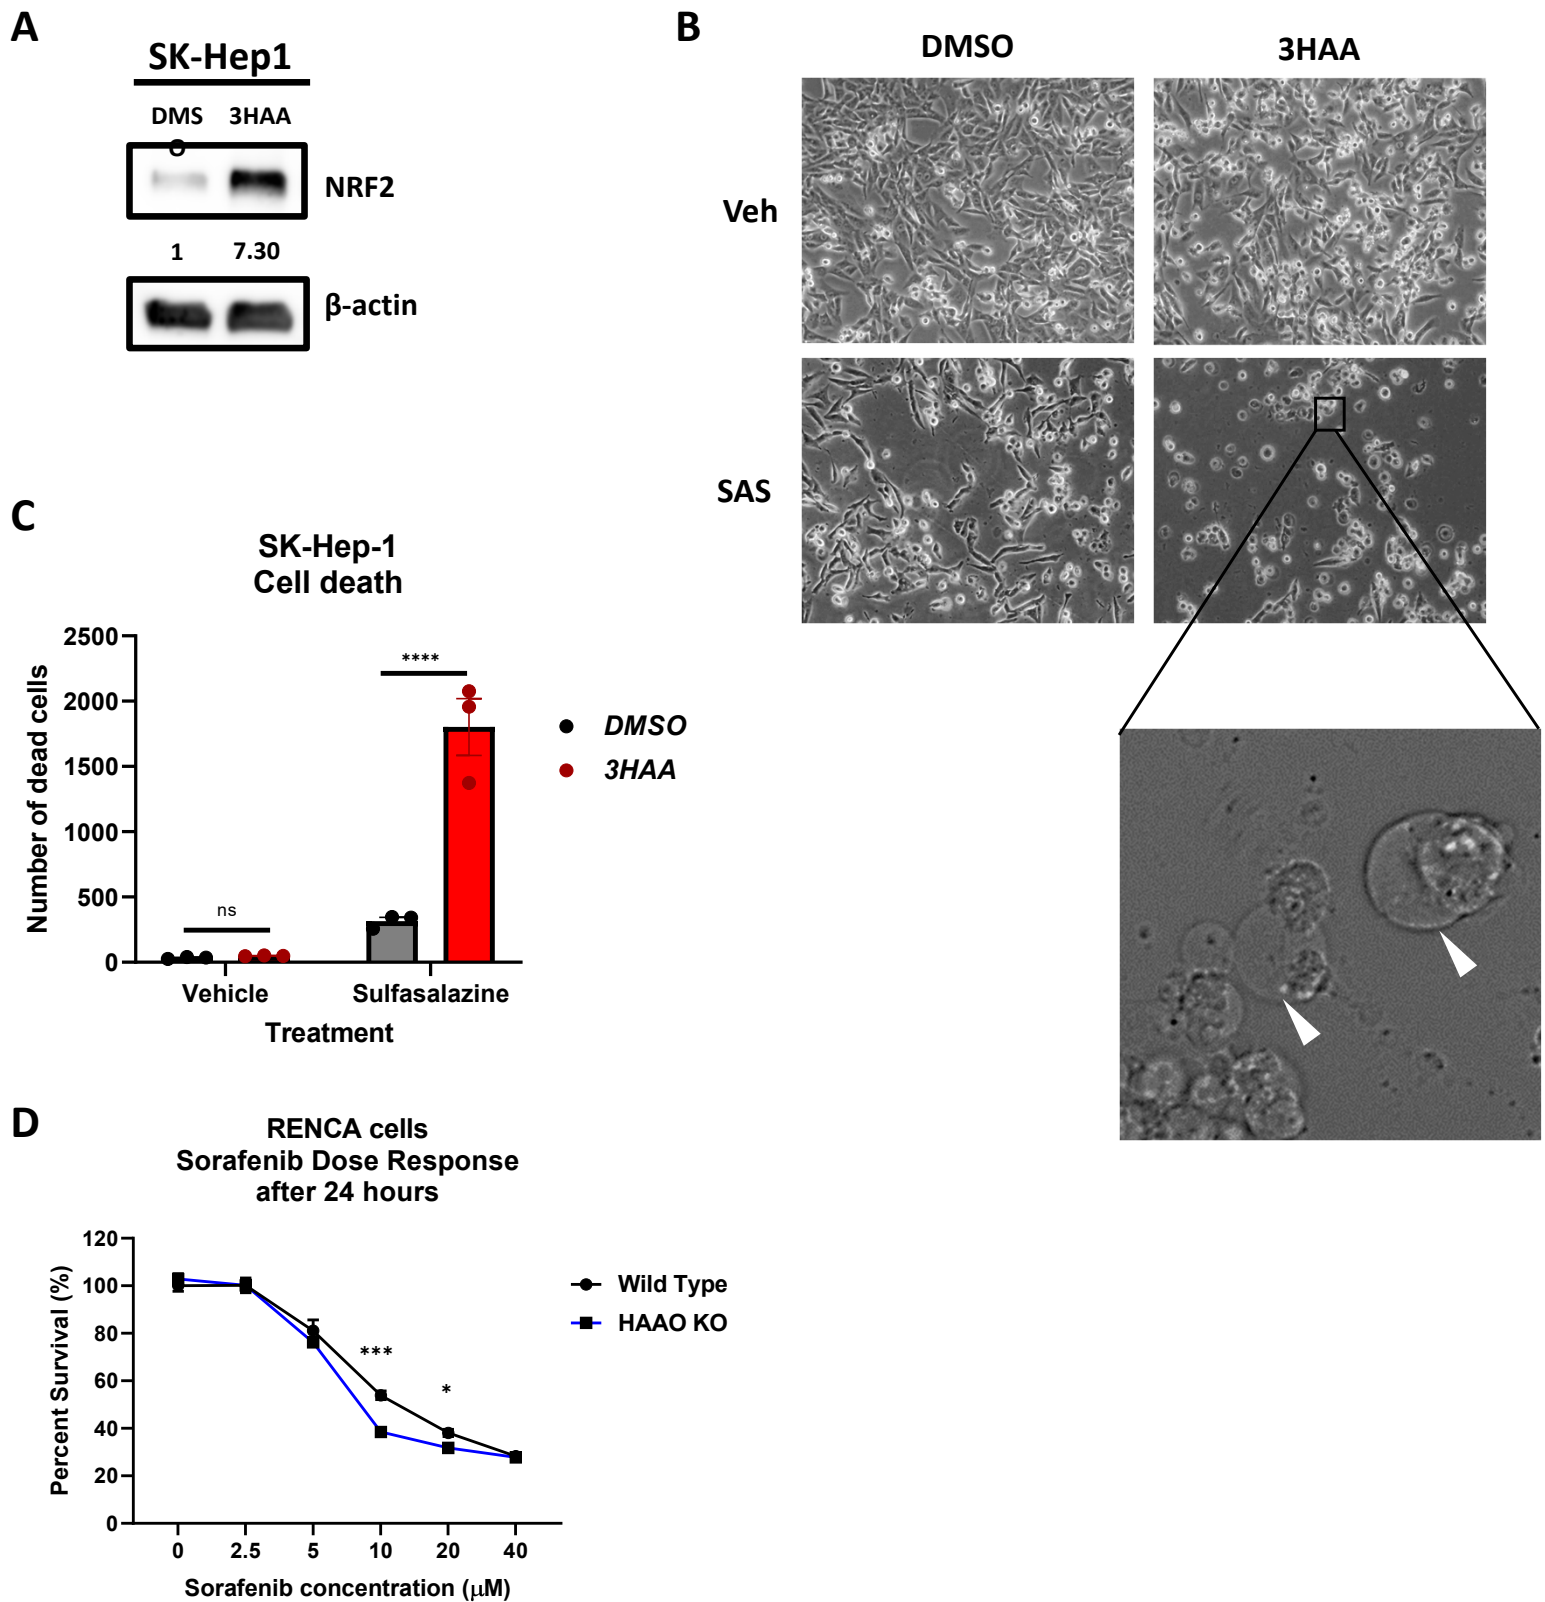 A
SK-Hep1
DMS
O
3HAA
NRF2
1 7.30
β-actin
B
DMSO 3HAA
Veh
SAS
C
SK-Hep-1
Cell death
Number of dead cells
2500
2000
1500
1000
500
0
ns
****
Vehicle Sulfasalazine
Treatment
DMSO
3HAA
D
RENCA cells
Sorafenib Dose Response
after 24 hours
Percent Survival (%)
120
100
80
60
40
20
0
***
*
0 2.5 5 10 20 40
Sorafenib concentration (μM)
Wild Type
HAAO KO